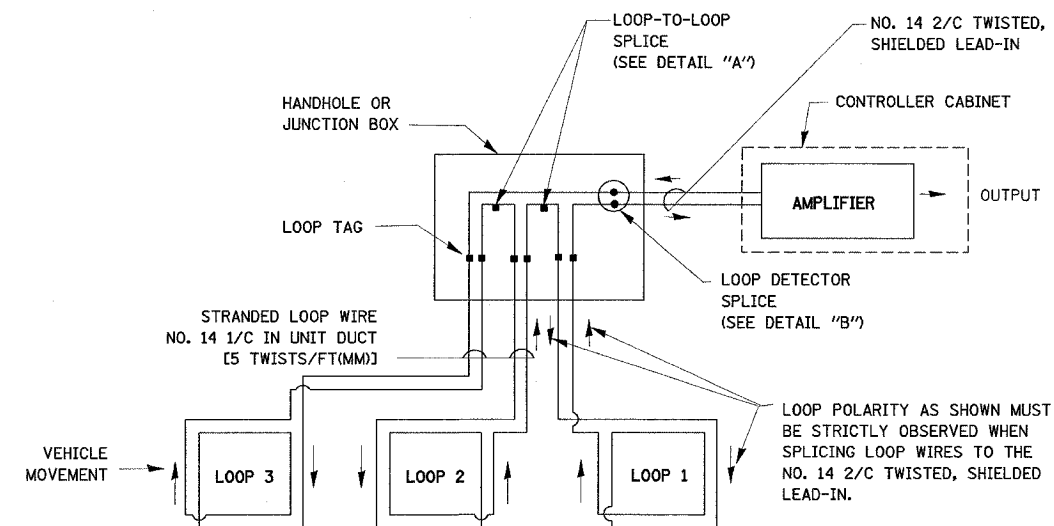 LOOP-TO-LOOP
SPLICE
(SEE DETAIL "A")
NO. 14 2/C TWISTED,
SHIELDED LEAD-IN
HANDHOLE OR
JUNCTION BOX
CONTROLLER CABINET
AMPLIFIER
OUTPUT
LOOP TAG
LOOP DETECTOR
SPLICE
(SEE DETAIL "B")
STRANDED LOOP WIRE
NO. 14 1/C IN UNIT DUCT
[5 TWISTS/FT(MM)]
LOOP POLARITY AS SHOWN MUST
BE STRICTLY OBSERVED WHEN
SPLICING LOOP WIRES TO THE
NO. 14 2/C TWISTED, SHIELDED
LEAD-IN.
VEHICLE
MOVEMENT
LOOP 3
LOOP 2
LOOP 1